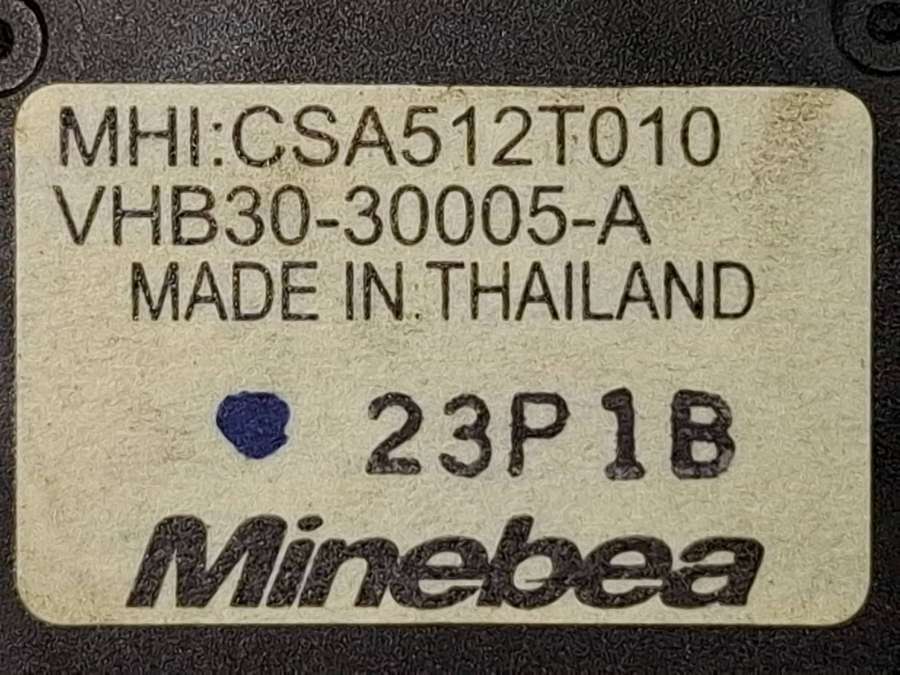 MHI:CSA512T010
VHB30-30005-A
MADE IN THAILAND
23P1B
Minebea